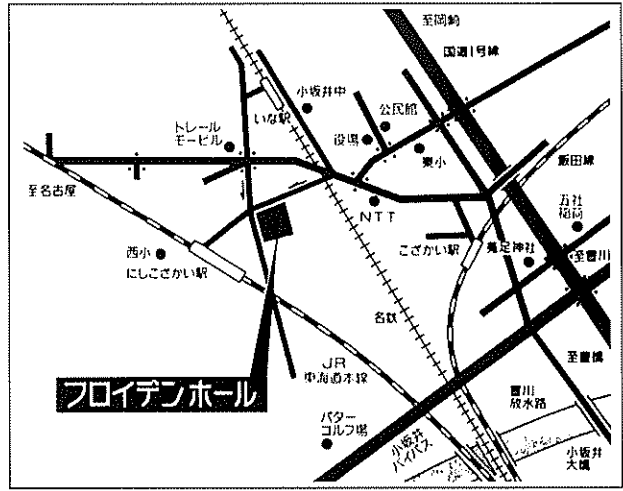 至岡崎
国道1号線
小坂井中
公民館
いな駅
役場
東小
トレール
モービル
飯田線
至名古屋
NTT
五社
稲荷
こざかい駅
菟足神社
至豊川
西小
にしこざかい駅
名鉄
JR
東海道本線
至豊橋
フロイデンホール
豊川
放水路
パター
ゴルフ場
小坂井
バイパス
小坂井
大橋